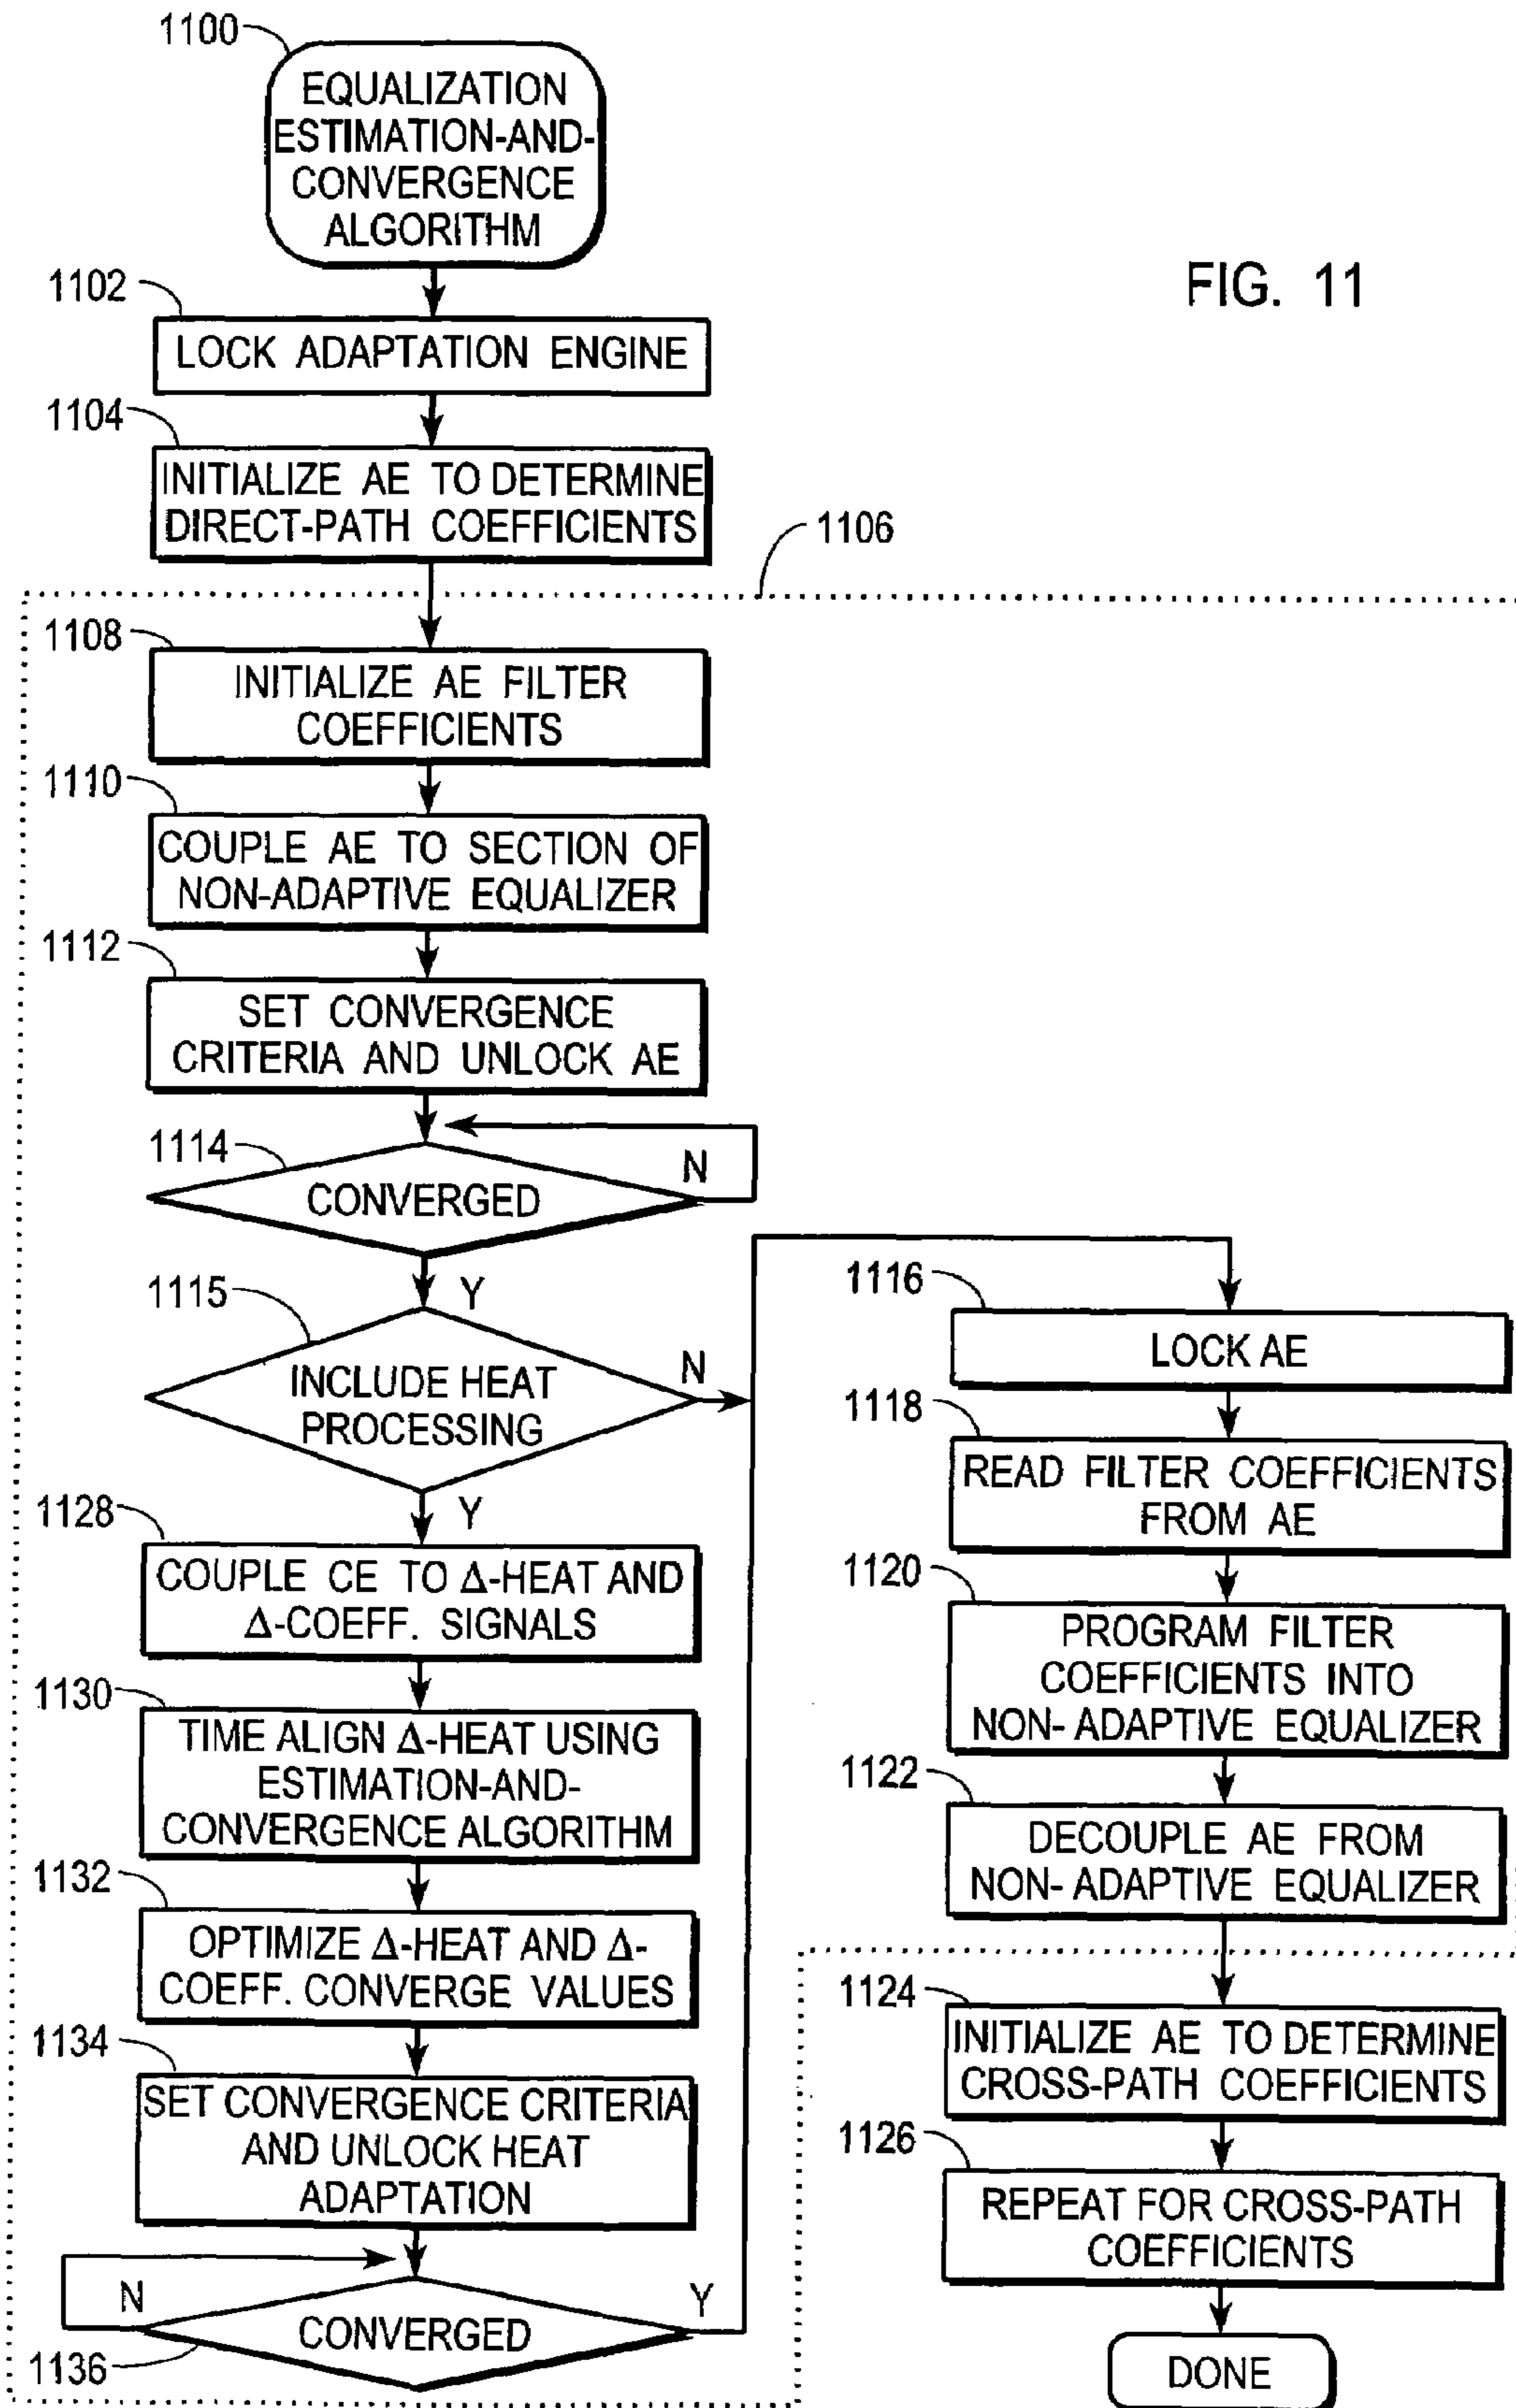 1100
EQUALIZATION
ESTIMATION-AND-
CONVERGENCE
ALGORITHM
FIG. 11
1102
LOCK ADAPTATION ENGINE
1104
INITIALIZE AE TO DETERMINE
DIRECT-PATH COEFFICIENTS
1106
1108
INITIALIZE AE FILTER
COEFFICIENTS
1110
COUPLE AE TO SECTION OF
NON-ADAPTIVE EQUALIZER
1112
SET CONVERGENCE
CRITERIA AND UNLOCK AE
1114
CONVERGED
N
Y
1115
INCLUDE HEAT
PROCESSING
N
Y
1128
COUPLE CE TO Δ-HEAT AND
Δ-COEFF. SIGNALS
1130
TIME ALIGN Δ-HEAT USING
ESTIMATION-AND-
CONVERGENCE ALGORITHM
1132
OPTIMIZE Δ-HEAT AND Δ-
COEFF. CONVERGE VALUES
1134
SET CONVERGENCE CRITERIA
AND UNLOCK HEAT
ADAPTATION
N
CONVERGED
Y
1136
1116
LOCK AE
1118
READ FILTER COEFFICIENTS
FROM AE
1120
PROGRAM FILTER
COEFFICIENTS INTO
NON- ADAPTIVE EQUALIZER
1122
DECOUPLE AE FROM
NON- ADAPTIVE EQUALIZER
1124
INITIALIZE AE TO DETERMINE
CROSS-PATH COEFFICIENTS
1126
REPEAT FOR CROSS-PATH
COEFFICIENTS
DONE